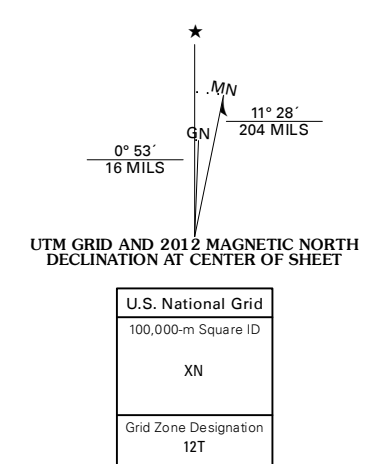 ★
MN
11° 28´
204 MILS
GN
0° 53´
16 MILS
UTM GRID AND 2012 MAGNETIC NORTH
DECLINATION AT CENTER OF SHEET
U.S. National Grid
100,000-m Square ID
XN
Grid Zone Designation
12T